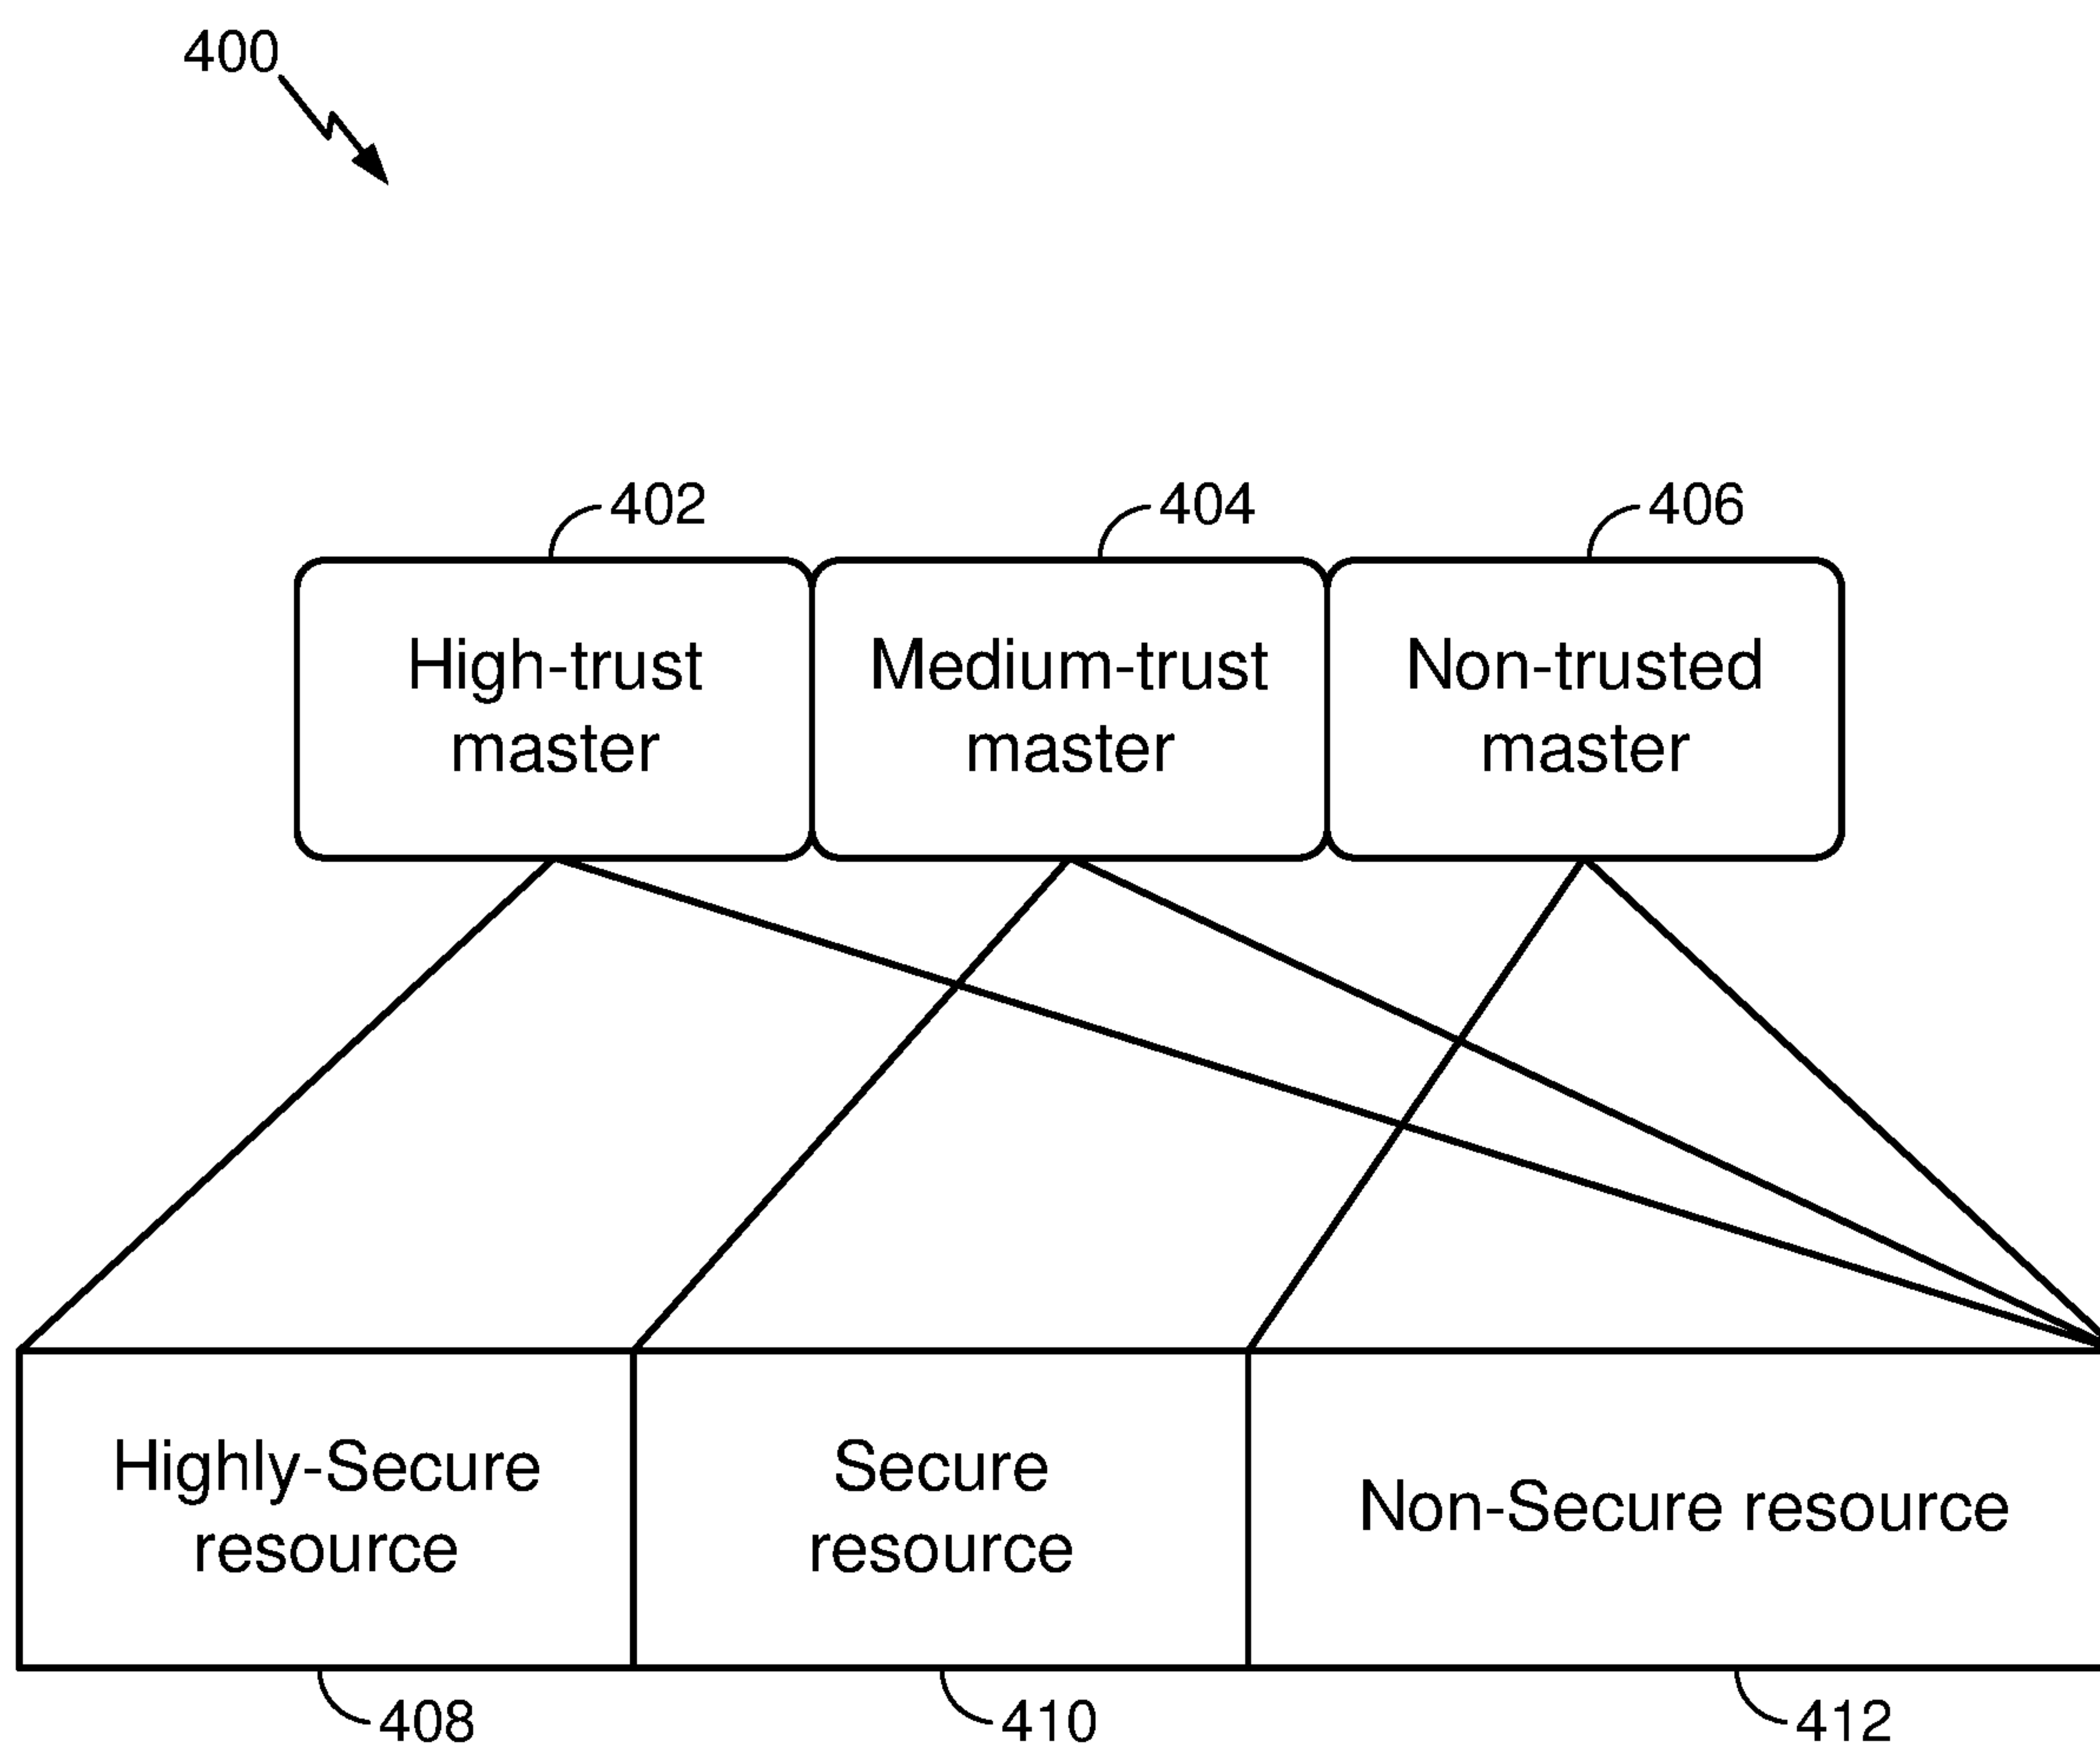 400
402
404
406
High-trust
master
Medium-trust
master
Non-trusted
master
Highly-Secure
resource
Secure
resource
Non-Secure resource
408
410
412